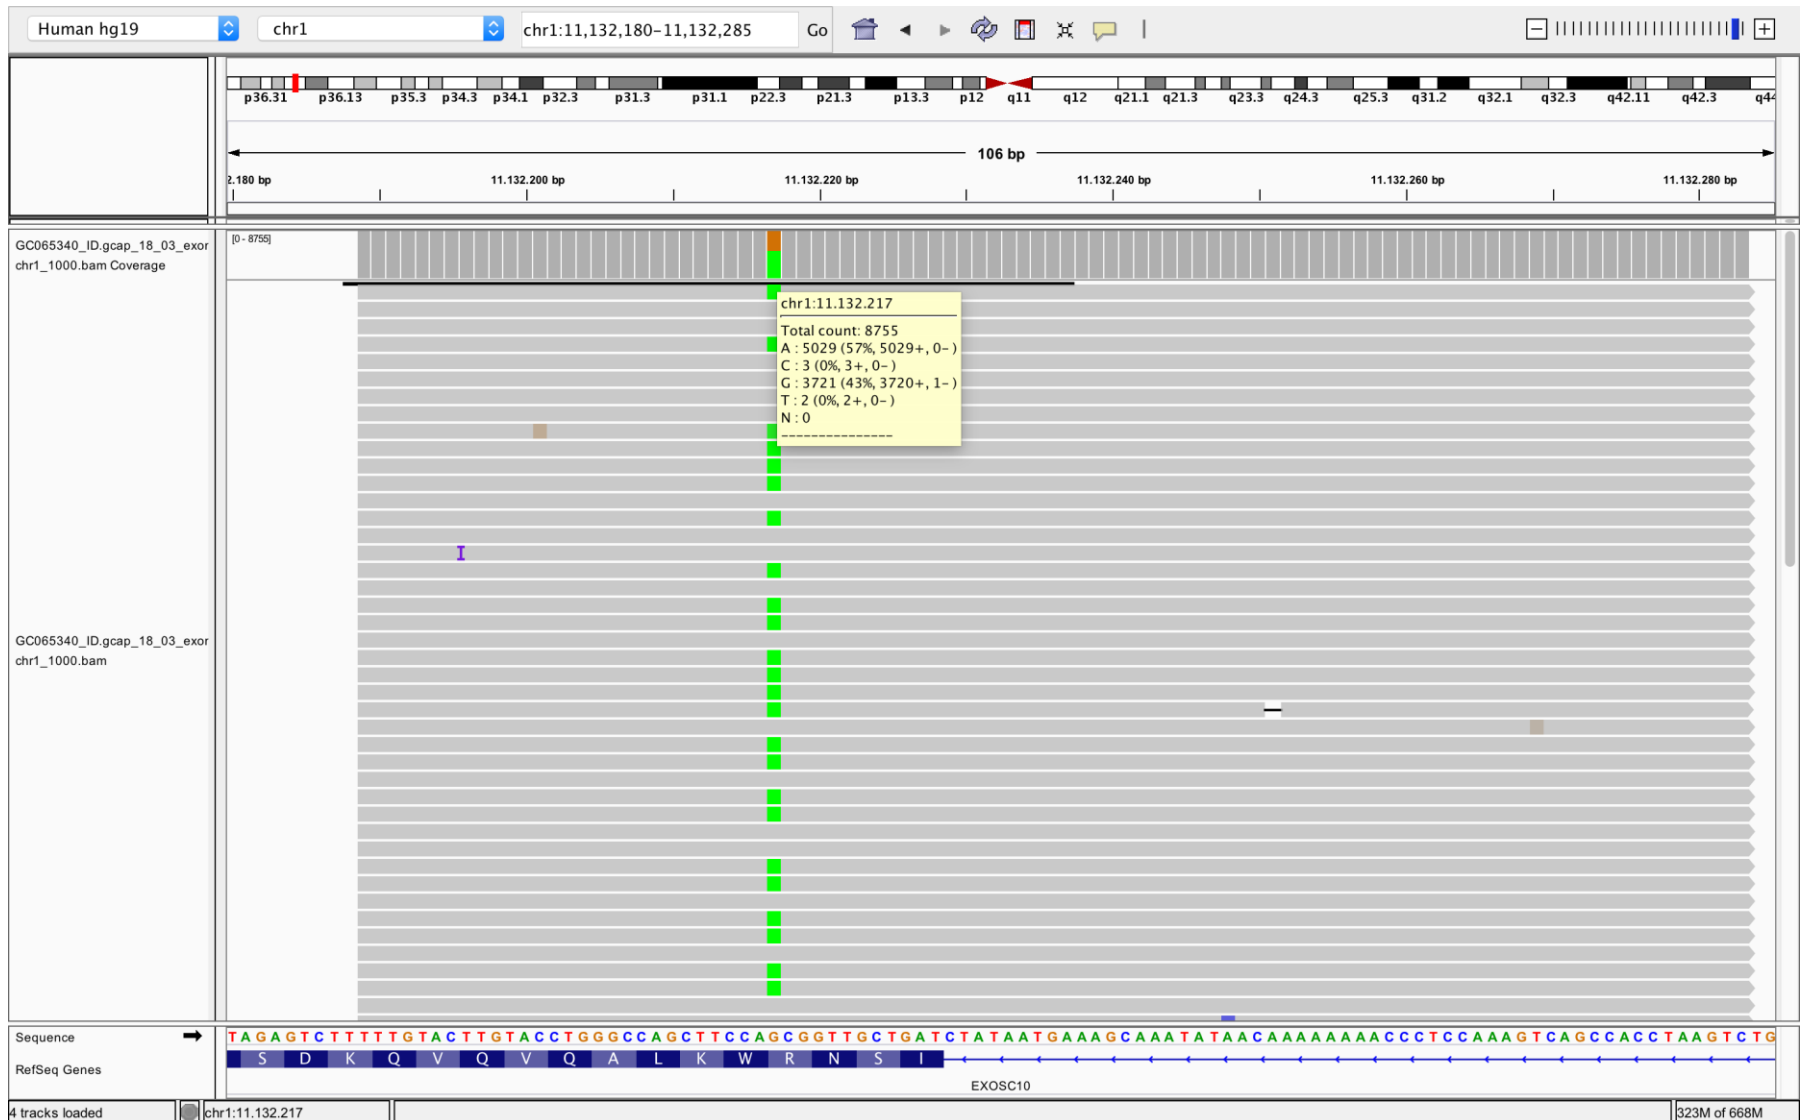 Human hg19 chr1 chr1:11,132,180-11,132,285 Go
p36.31 p36.13 p35.3 p34.3 p34.1 p32.3 p31.3 p31.1 p22.3 p21.3 p13.3 p12 q11 q12 q21.1 q21.3 q23.3 q24.3 q25.3 q31.2 q32.1 q32.3 q42.11 q42.3 q44
106 bp
2.180 bp 11.132.200 bp 11.132.220 bp 11.132.240 bp 11.132.260 bp 11.132.280 bp
GC065340_ID.gcap_18_03_exor
chr1_1000.bam Coverage
[0 - 8755]
chr1:11.132.217
Total count: 8755
A : 5029 (57%, 5029+, 0- )
C : 3 (0%, 3+, 0- )
G : 3721 (43%, 3720+, 1- )
T : 2 (0%, 2+, 0- )
N : 0
---------------
I
GC065340_ID.gcap_18_03_exor
chr1_1000.bam
Sequence T A G A G T C T T T T T G T A C T T G T A C C T G G G C C A G C T T C C A G C G G T T G C T G A T C T A T A A T G A A A G C A A A T A T A A C A A A A A A A A C C C T C C A A A G T C A G C C A C C T A A G T C T G
RefSeq Genes S D K Q V Q V Q A L K W R N S I
EXOSC10
4 tracks loaded chr1:11.132.217 323M of 668M